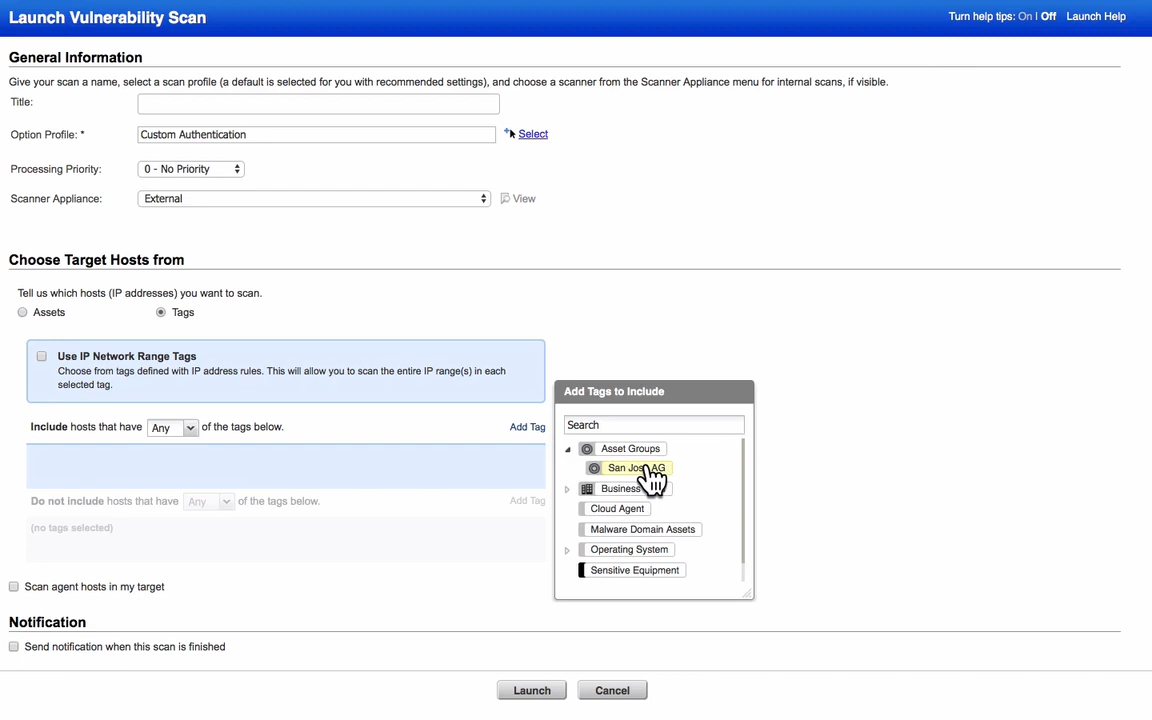 Launch Vulnerability Scan
Turn help tips: On | Off Launch Help
General Information
Give your scan a name, select a scan profile (a default is selected for you with recommended settings), and choose a scanner from the Scanner Appliance menu for internal scans, if visible.
Title:
Option Profile: * Custom Authentication Select
Processing Priority: 0 - No Priority
Scanner Appliance: External View
Choose Target Hosts from
Tell us which hosts (IP addresses) you want to scan.
Assets Tags
Use IP Network Range Tags
Choose from tags defined with IP address rules. This will allow you to scan the entire IP range(s) in each
selected tag.
Include hosts that have Any of the tags below. Add Tag
Do not include hosts that have Any of the tags below. Add Tag
(no tags selected)
Add Tags to Include
Search
Asset Groups
San Jos AG
Business
Cloud Agent
Malware Domain Assets
Operating System
Sensitive Equipment
Scan agent hosts in my target
Notification
Send notification when this scan is finished
Launch Cancel